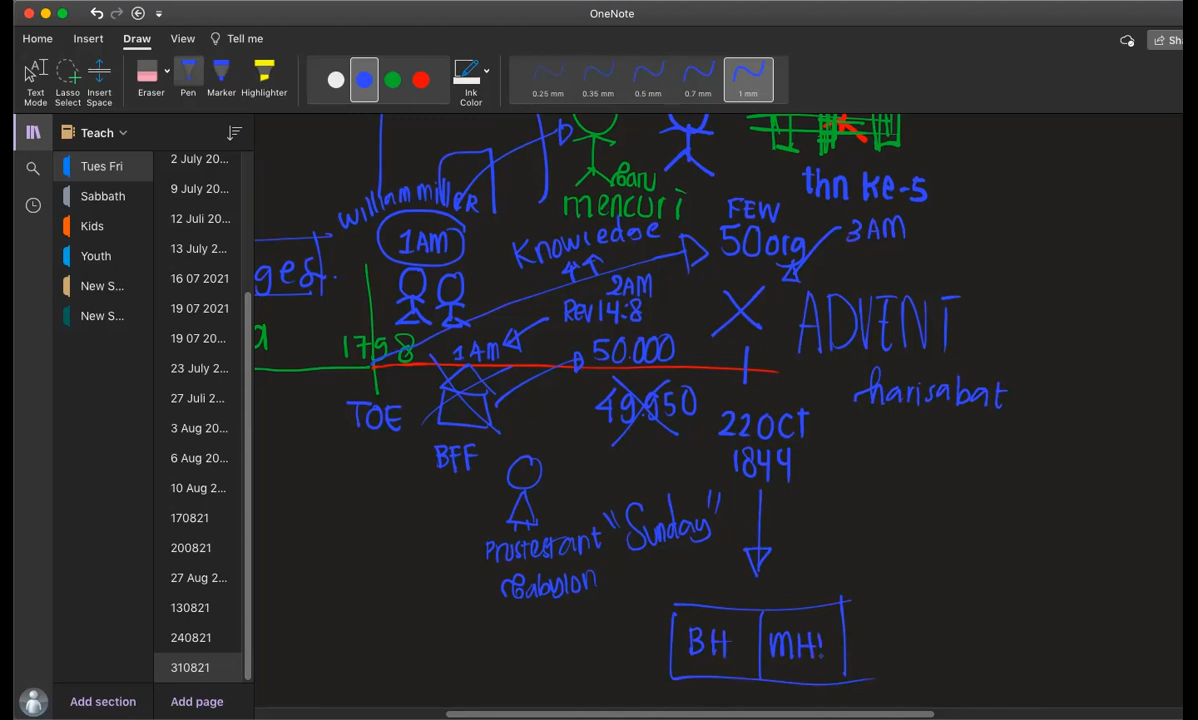 OneNote
Home Insert Draw View Tell me
Sha
Text Mode
Lasso Select
Insert Space
Eraser
Pen
Marker
Highlighter
Ink Color
0.25 mm
0.35 mm
0.5 mm
0.7 mm
1 mm
Teach
Tues Fri
Sabbath
Kids
Youth
New S...
New S...
2 July 20...
9 July 20...
12 Juli 20...
13 July 2...
16 07 2021
19 07 2021
19 07 20...
23 July 2...
27 Juli 2...
3 Aug 20...
6 Aug 20...
10 Aug 2...
170821
200821
27 Aug 2...
130821
240821
310821
Add section
Add page
William MillER
1AM
baru
mencuri
thn KE-5
FEW
50org
3AM
Knowledge
2AM
Rev 14:8
ges
1798
1Am
50.000
ADVENT
harisabat
TOE
49.950
22OCT
1844
BFF
Prostestant "Sunday"
Babylon
BH MH!